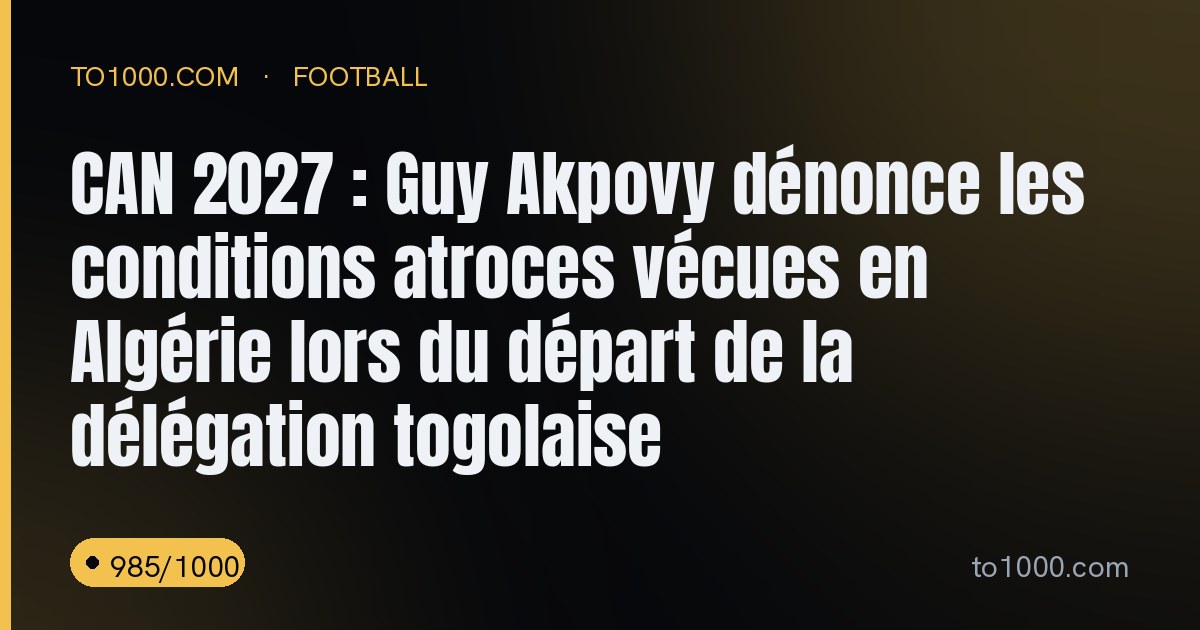 TO1000.COM · FOOTBALL
CAN 2027 : Guy Akpovy dénonce les
conditions atroces vécues en
Algérie lors du départ de la
délégation togolaise
985/1000
to1000.com